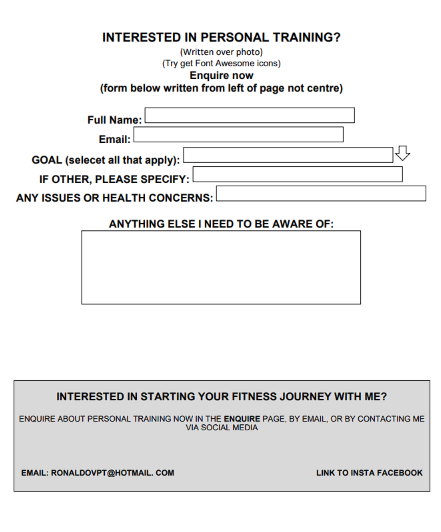 INTERESTED IN PERSONAL TRAINING?
(Written over photo)
(Try get Font Awesome icons)
Enquire now
(form below written from left of page not centre)
Full Name:
Email:
GOAL (selecet all that apply):
IF OTHER, PLEASE SPECIFY:
ANY ISSUES OR HEALTH CONCERNS:
ANYTHING ELSE I NEED TO BE AWARE OF:
INTERESTED IN STARTING YOUR FITNESS JOURNEY WITH ME?
ENQUIRE ABOUT PERSONAL TRAINING NOW IN THE ENQUIRE PAGE, BY EMAIL, OR BY CONTACTING ME
VIA SOCIAL MEDIA
EMAIL: RONALDOVPT@HOTMAIL. COM LINK TO INSTA FACEBOOK